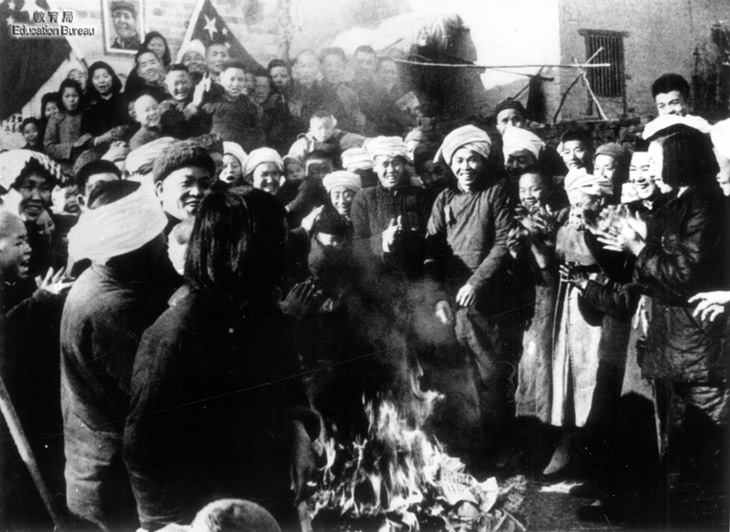 教育局
Education Bureau